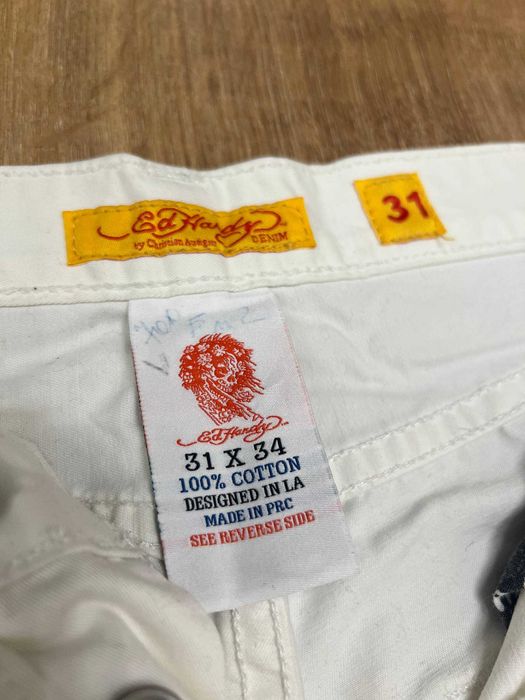 Ed Hardy
by Christian Audigier
DENIM
31
Ed Hardy
31 X 34
100% COTTON
DESIGNED IN LA
MADE IN PRC
SEE REVERSE SIDE